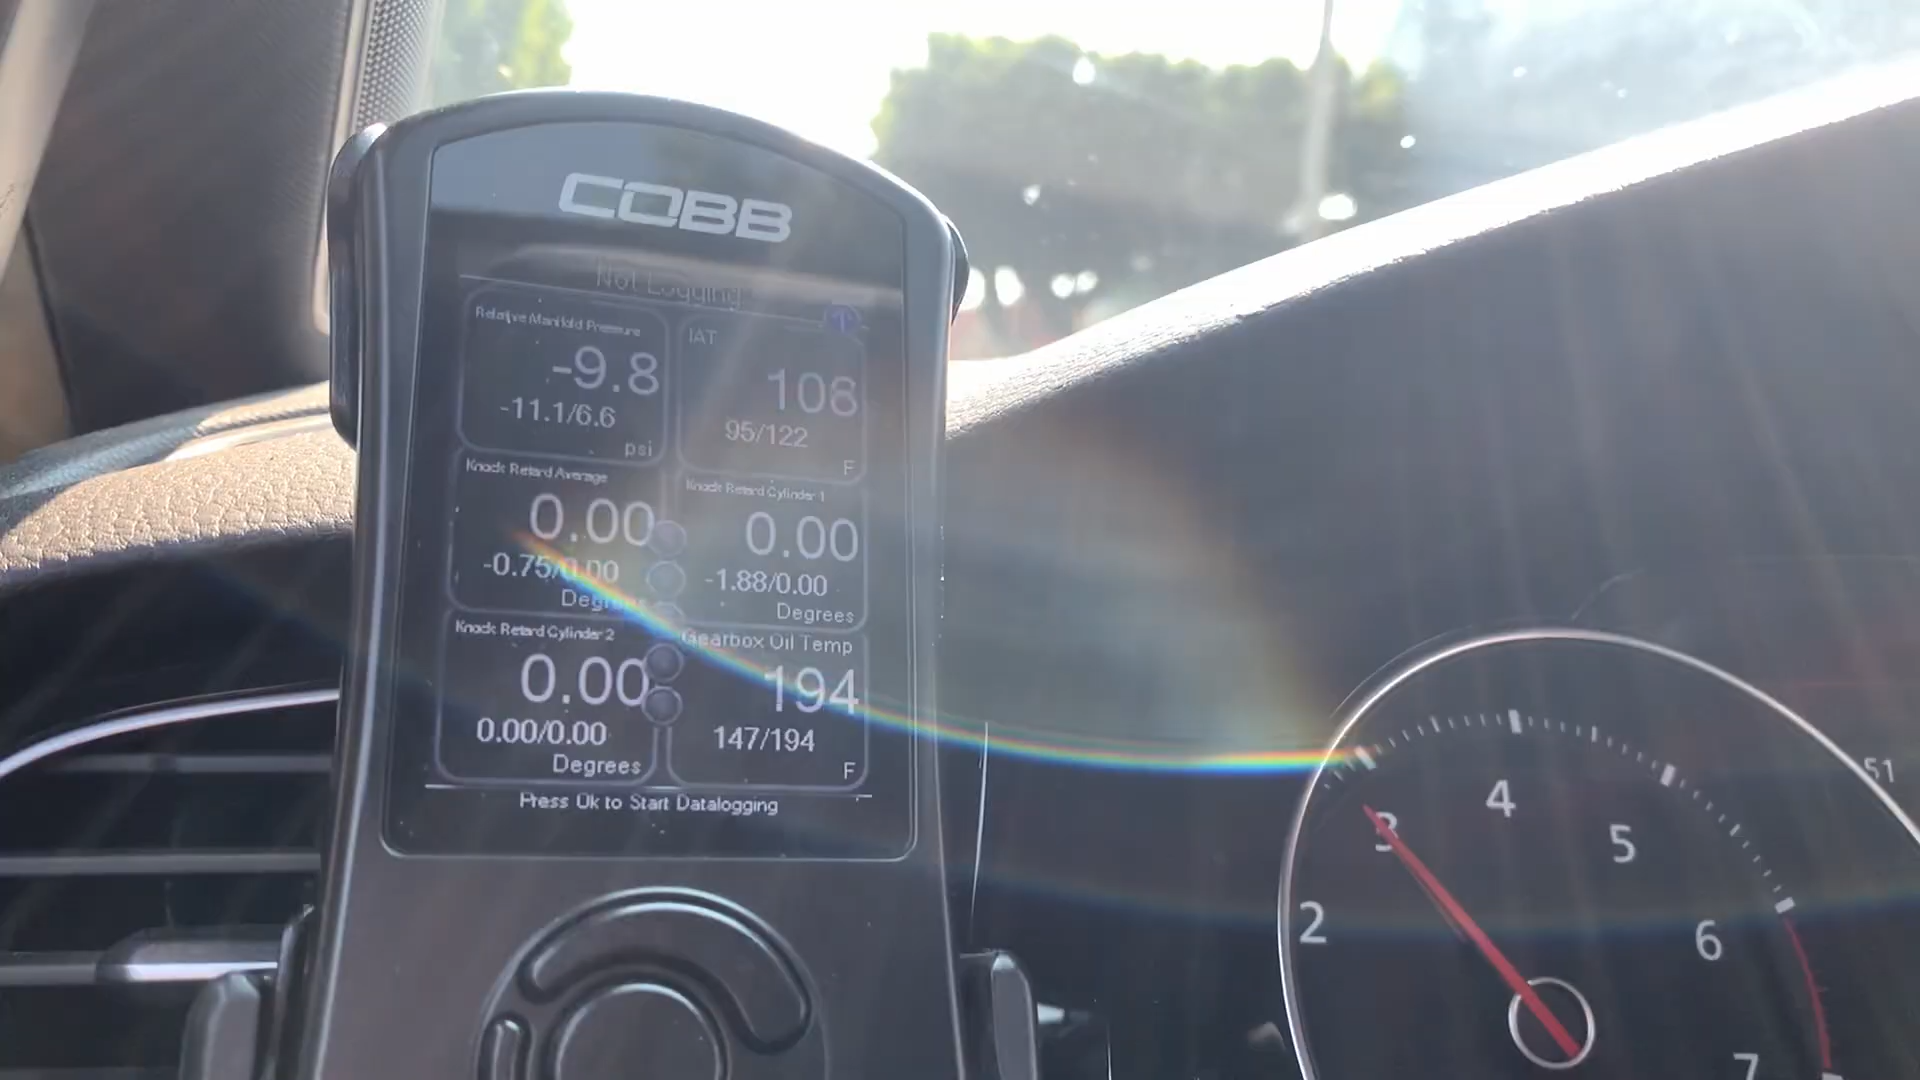 COBB
Not Logging
Relative Manifold Pressure
-9.8
-11.1/6.6
psi
IAT
106
95/122
F
Knock Retard Average
0.00
-0.75/0.00
Degrees
Knock Retard Cylinder 1
0.00
-1.88/0.00
Degrees
Knock Retard Cylinder 2
0.00
0.00/0.00
Degrees
Gearbox Oil Temp
194
147/194
F
Press Ok to Start Datalogging
2
3
4
5
6
7
51